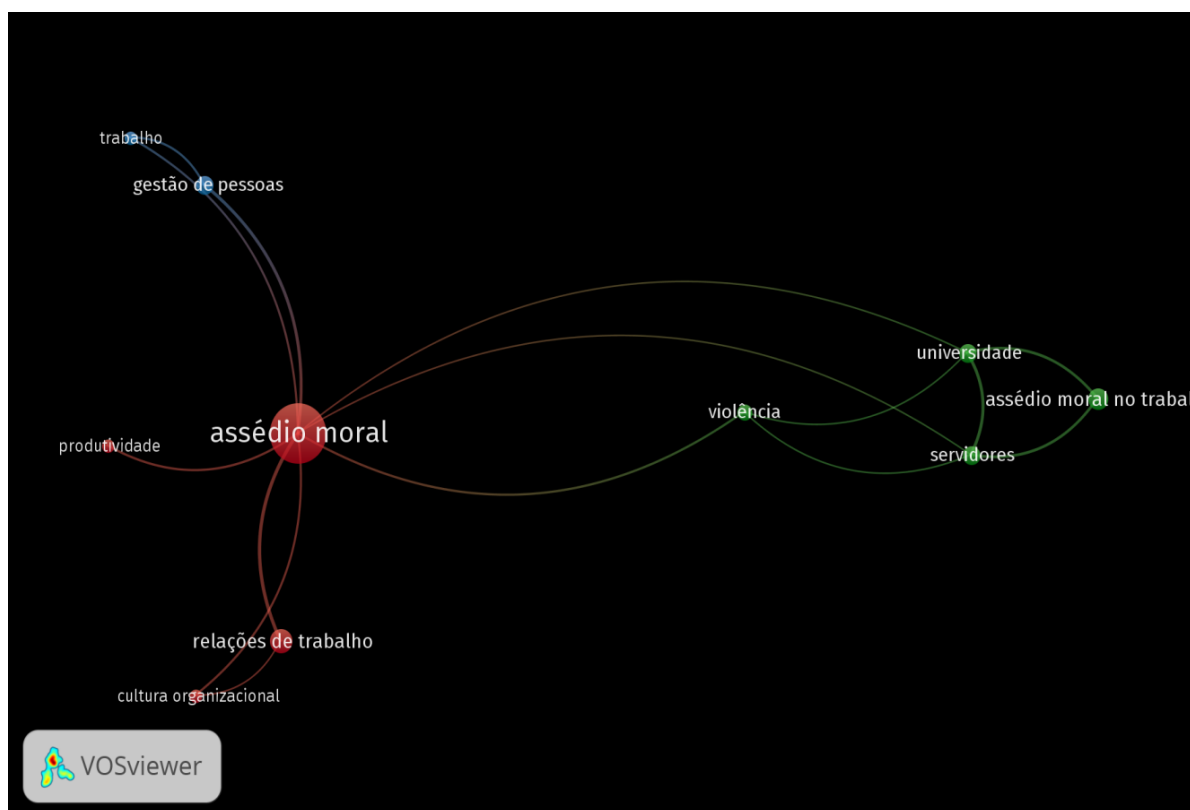 trabalho
gestão de pessoas
universidade
assédio moral no trabal
violência
assédio moral
produtividade
servidores
relações de trabalho
cultura organizacional
VOSviewer